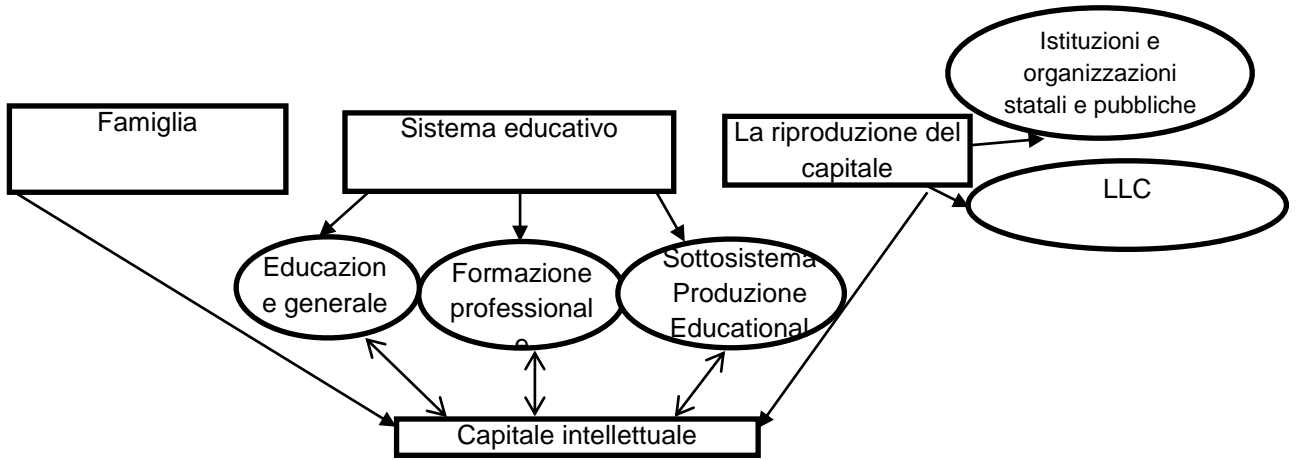 Istituzioni e
organizzazioni
statali e pubbliche
Famiglia
Sistema educativo
La riproduzione del
capitale
LLC
Educazion
e generale
Formazione
professional
e
Sottosistema
Produzione
Educational
Capitale intellettuale